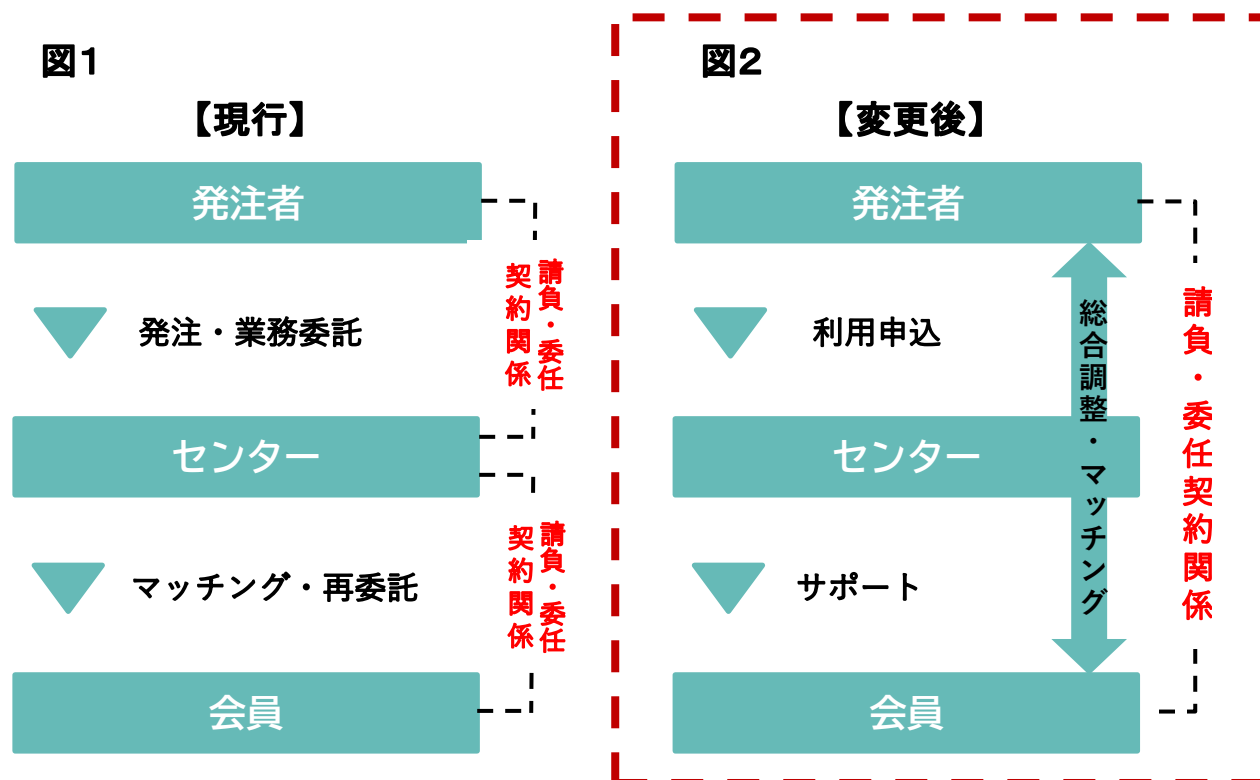 図1
【現行】
発注者
発注・業務委託
請負・委任
契約関係
センター
マッチング・再委託
請負・委任
契約関係
会員
図2
【変更後】
発注者
利用申込
総合調整・マッチング
請負・委任契約関係
センター
サポート
会員